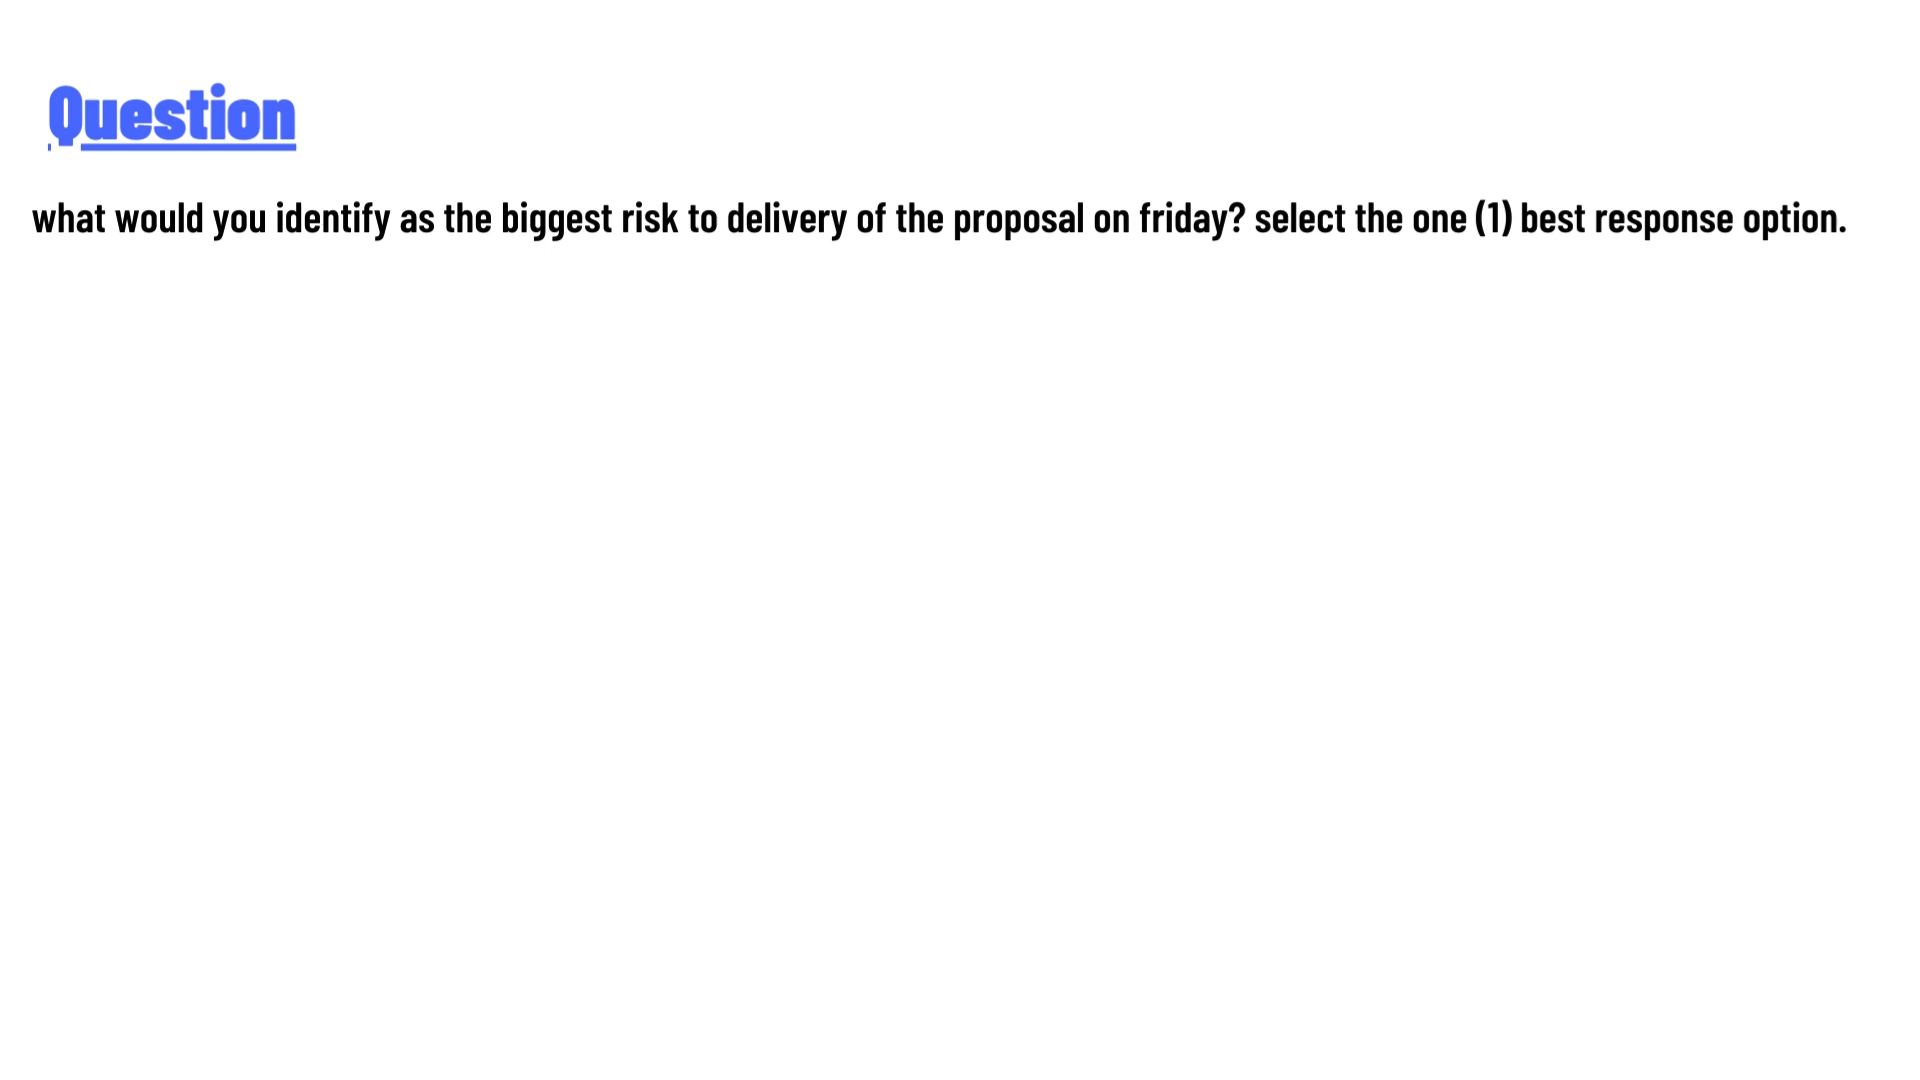 Question
what would you identify as the biggest risk to delivery of the proposal on friday? select the one (1) best response option.